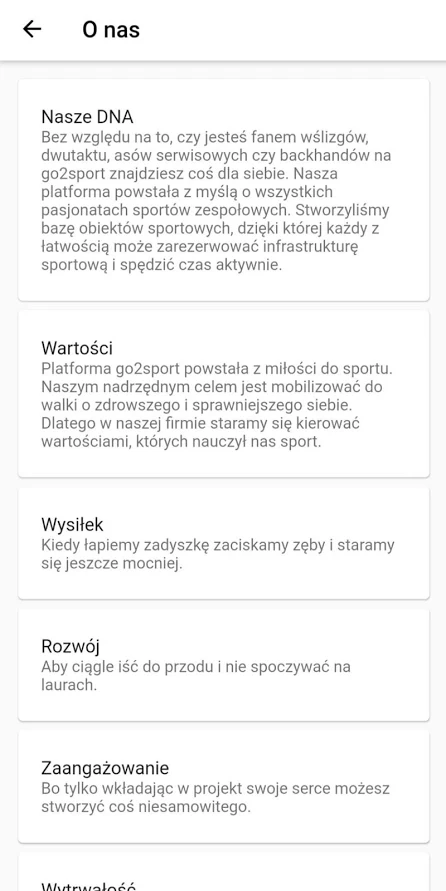 O nas
Nasze DNA
Bez względu na to, czy jesteś fanem wślizgów,
dwutaktu, asów serwisowych czy backhandów na
go2sport znajdziesz coś dla siebie. Nasza
platforma powstała z myślą o wszystkich
pasjonatach sportów zespołowych. Stworzyliśmy
bazę obiektów sportowych, dzięki której każdy z
łatwością może zarezerwować infrastrukturę
sportową i spędzić czas aktywnie.
Wartości
Platforma go2sport powstała z miłości do sportu.
Naszym nadrzędnym celem jest mobilizować do
walki o zdrowszego i sprawniejszego siebie.
Dlatego w naszej firmie staramy się kierować
wartościami, których nauczył nas sport.
Wysiłek
Kiedy łapiemy zadyszkę zaciskamy zęby i staramy
się jeszcze mocniej.
Rozwój
Aby ciągle iść do przodu i nie spoczywać na
laurach.
Zaangażowanie
Bo tylko wkładając w projekt swoje serce możesz
stworzyć coś niesamowitego.
Wytrwałość